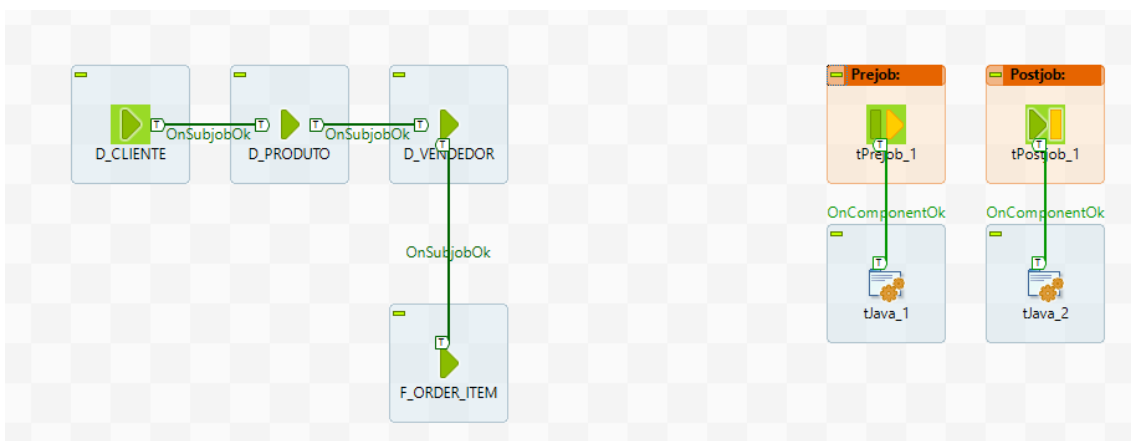 D_CLIENTE
T
OnSubjobOk
T
D_PRODUTO
T
OnSubjobOk
T
D_VENDEDOR
T
OnSubjobOk
T
F_ORDER_ITEM
Prejob:
tPrejob_1
T
OnComponentOk
T
tJava_1
Postjob:
tPostjob_1
T
OnComponentOk
T
tJava_2